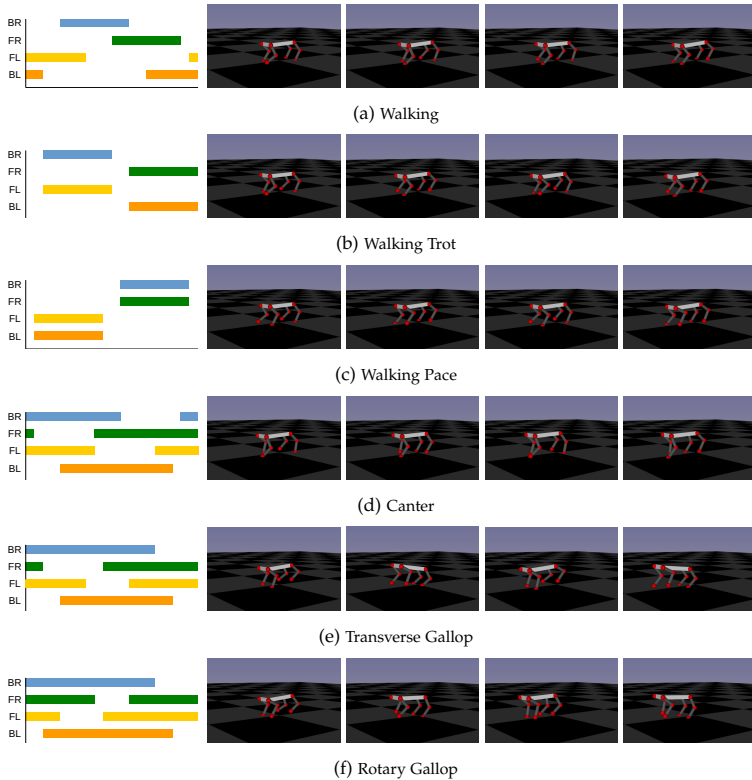 BR
FR
FL
BL
(a) Walking
BR
FR
FL
BL
(b) Walking Trot
BR
FR
FL
BL
(c) Walking Pace
BR
FR
FL
BL
(d) Canter
BR
FR
FL
BL
(e) Transverse Gallop
BR
FR
FL
BL
(f) Rotary Gallop